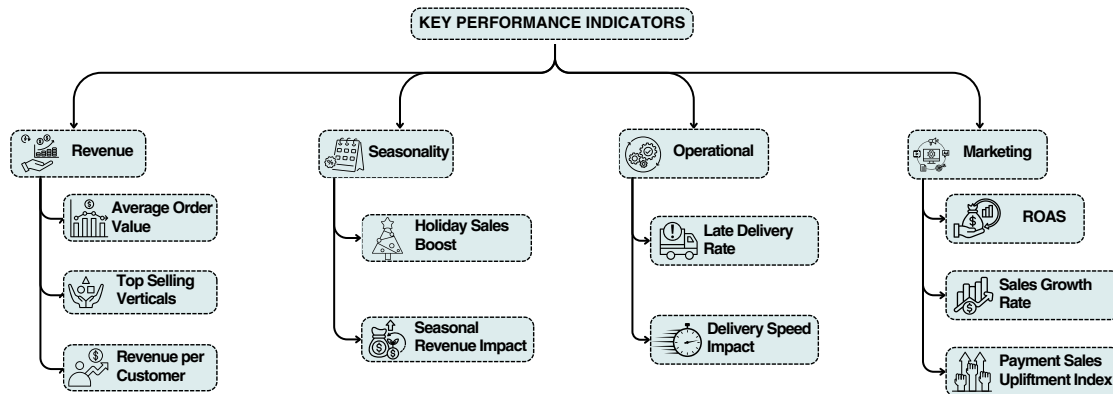 KEY PERFORMANCE INDICATORS
Revenue
Average Order
Value
Top Selling
Verticals
Revenue per
Customer
Seasonality
Holiday Sales
Boost
Seasonal
Revenue Impact
Operational
Late Delivery
Rate
Delivery Speed
Impact
Marketing
ROAS
Sales Growth
Rate
Payment Sales
Upliftment Index